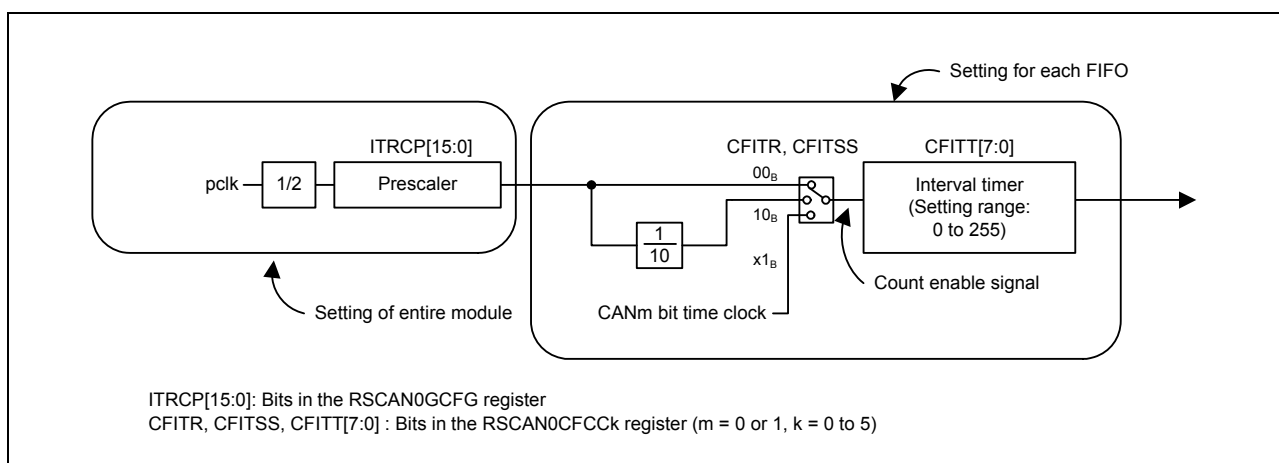 Setting for each FIFO
ITRCP[15:0]
CFITR, CFITSS
CFITT[7:0]
pclk
1/2
Prescaler
00B
10B
x1B
1
10
Interval timer
(Setting range:
0 to 255)
Count enable signal
Setting of entire module
CANm bit time clock
ITRCP[15:0]: Bits in the RSCAN0GCFG register
CFITR, CFITSS, CFITT[7:0] : Bits in the RSCAN0CFCCk register (m = 0 or 1, k = 0 to 5)